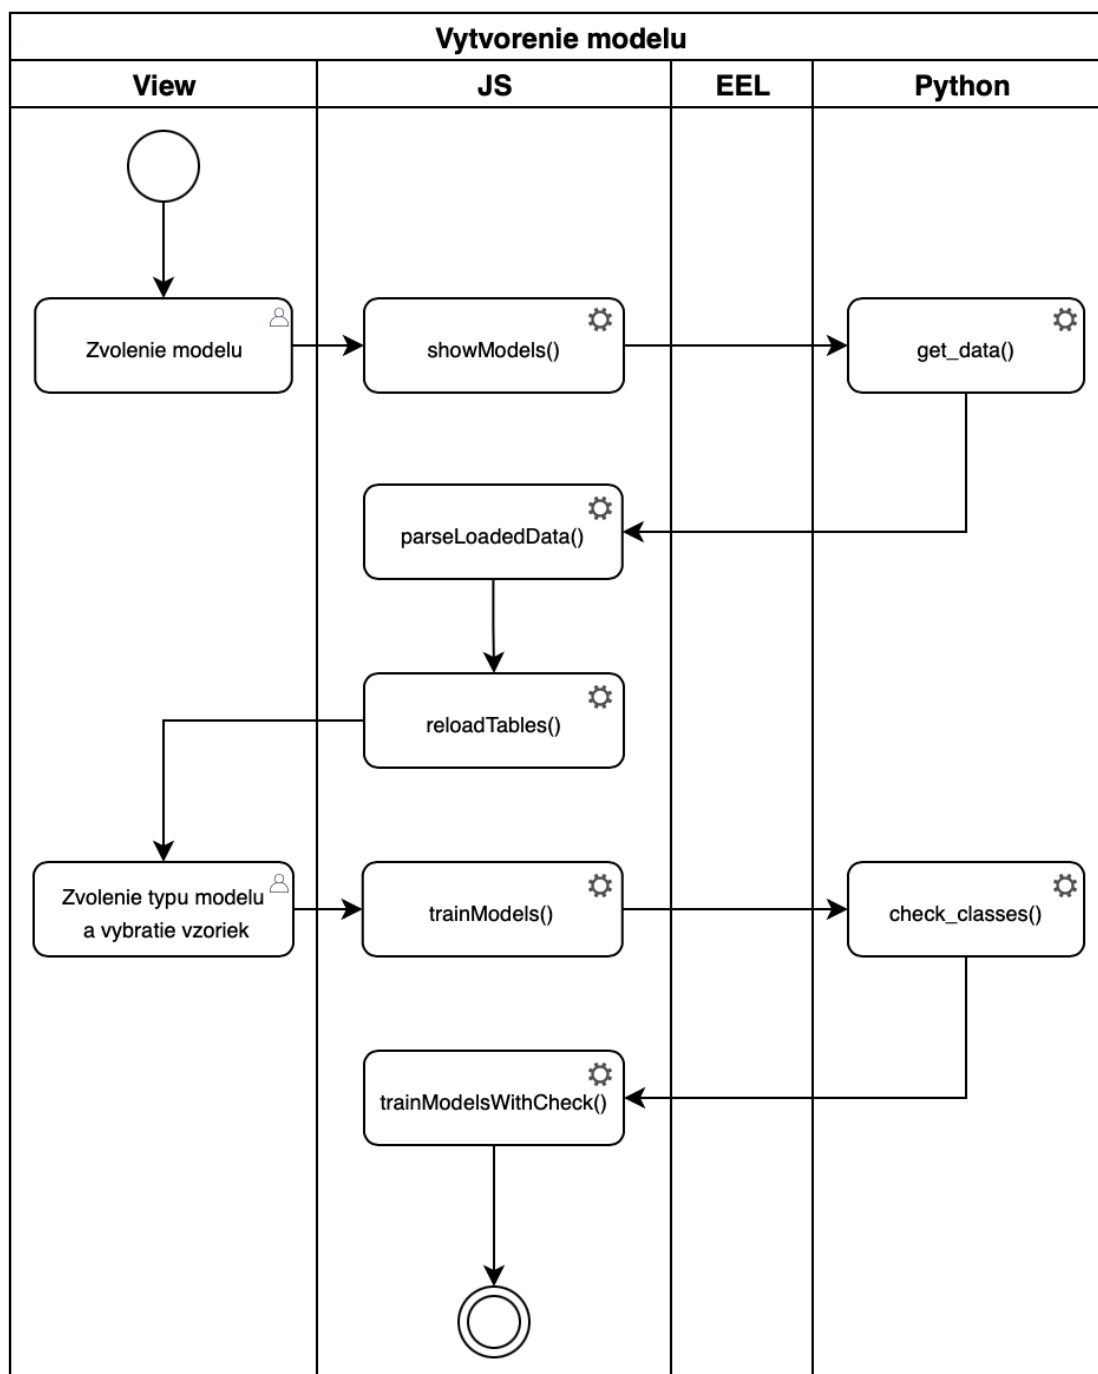 Vytvorenie modelu
View
JS
EEL
Python
Zvolenie modelu
showModels()
get_data()
parseLoadedData()
reloadTables()
Zvolenie typu modelu
a vybratie vzoriek
trainModels()
check_classes()
trainModelsWithCheck()